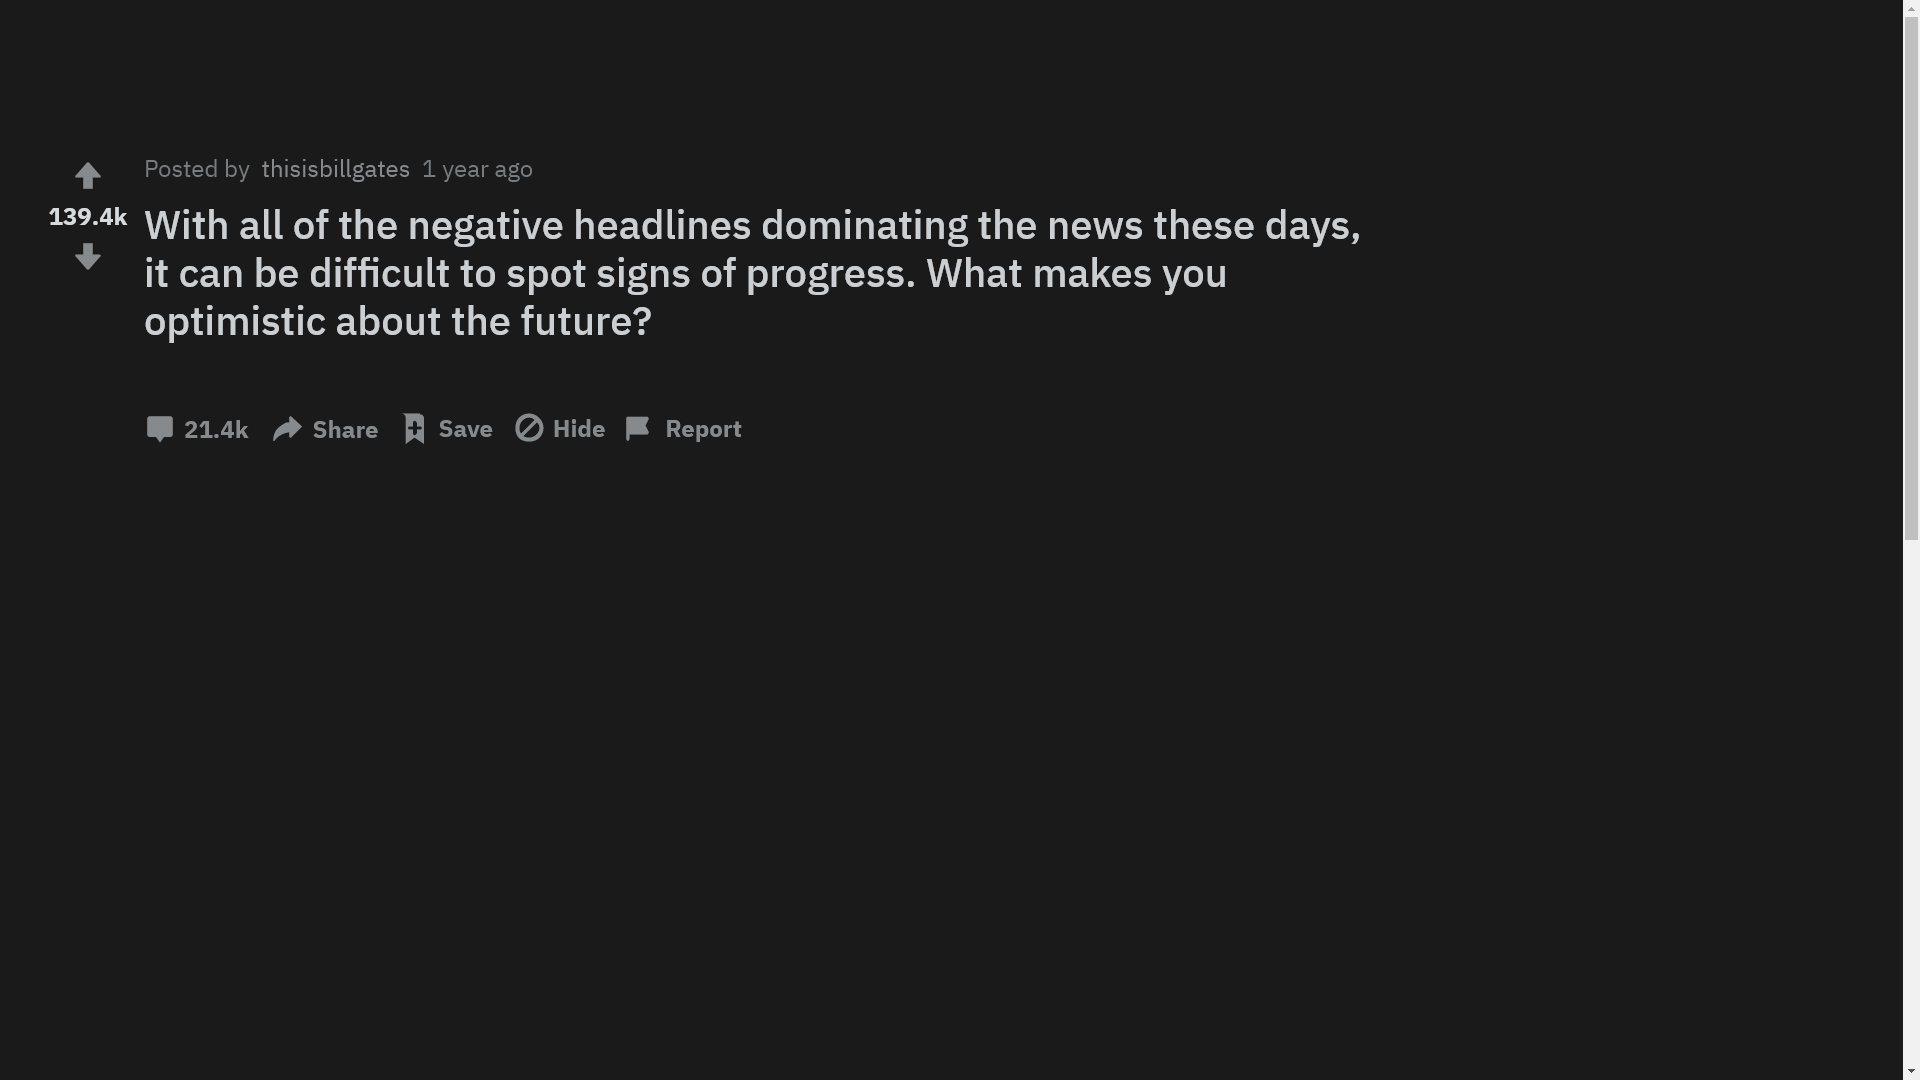 Posted by thisisbillgates 1 year ago
139.4k
With all of the negative headlines dominating the news these days,
it can be difficult to spot signs of progress. What makes you
optimistic about the future?
21.4k Share Save Hide Report